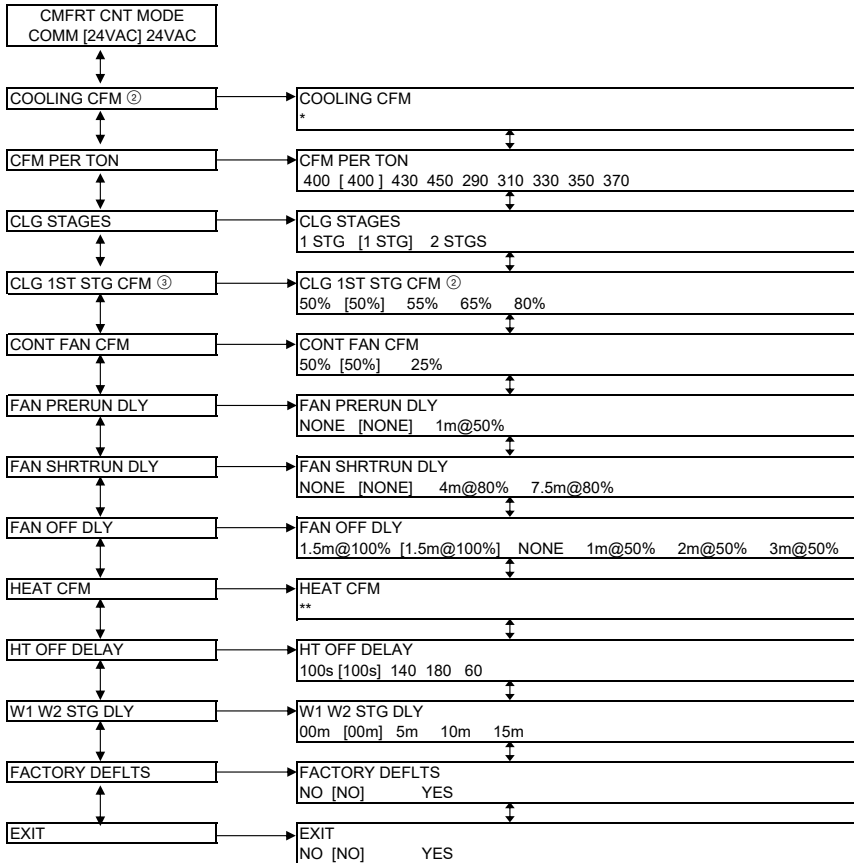 CMFRT CNT MODE
COMM [24VAC] 24VAC
COOLING CFM ②
COOLING CFM
*
CFM PER TON
CFM PER TON
400 [ 400 ] 430 450 290 310 330 350 370
CLG STAGES
CLG STAGES
1 STG [1 STG] 2 STGS
CLG 1ST STG CFM ③
CLG 1ST STG CFM ②
50% [50%] 55% 65% 80%
CONT FAN CFM
CONT FAN CFM
50% [50%] 25%
FAN PRERUN DLY
FAN PRERUN DLY
NONE [NONE] 1m@50%
FAN SHRTRUN DLY
FAN SHRTRUN DLY
NONE [NONE] 4m@80% 7.5m@80%
FAN OFF DLY
FAN OFF DLY
1.5m@100% [1.5m@100%] NONE 1m@50% 2m@50% 3m@50%
HEAT CFM
HEAT CFM
**
HT OFF DELAY
HT OFF DELAY
100s [100s] 140 180 60
W1 W2 STG DLY
W1 W2 STG DLY
00m [00m] 5m 10m 15m
FACTORY DEFLTS
FACTORY DEFLTS
NO [NO] YES
EXIT
EXIT
NO [NO] YES